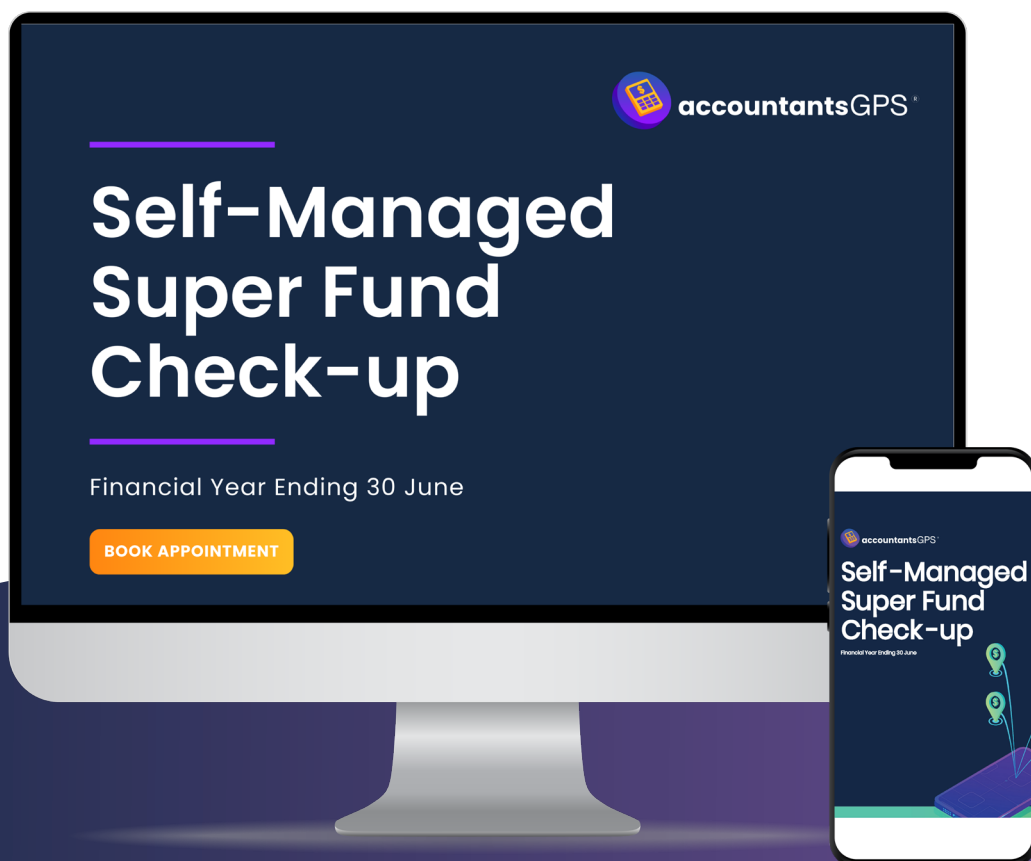 accountantsGPS®
Self-Managed
Super Fund
Check-up
Financial Year Ending 30 June
BOOK APPOINTMENT
accountantsGPS
Self-Managed
Super Fund
Check-up
Financial Year Ending 30 June